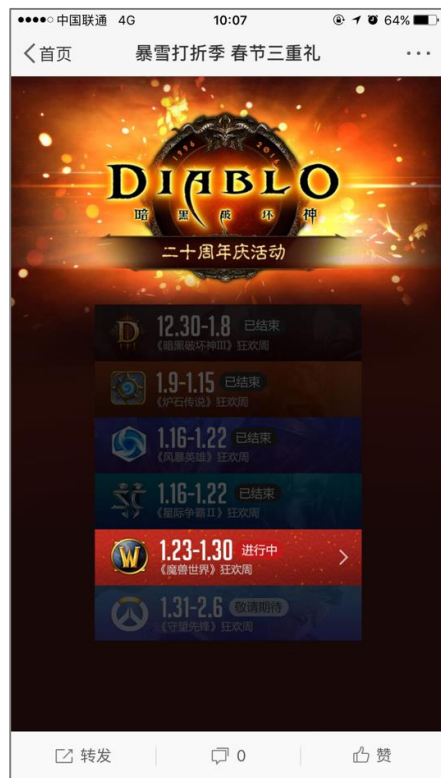 中国联通 4G 10:07 64%
首页 暴雪打折季 春节三重礼
1996 2016
DIABLO
暗黑破坏神
二十周年庆活动
12.30-1.8 已结束
《暗黑破坏神III》狂欢周
1.9-1.15 已结束
《炉石传说》狂欢周
1.16-1.22 已结束
《风暴英雄》狂欢周
1.16-1.22 已结束
《星际争霸II》狂欢周
1.23-1.30 进行中
《魔兽世界》狂欢周
1.31-2.6 敬请期待
《守望先锋》狂欢周
转发 0 赞